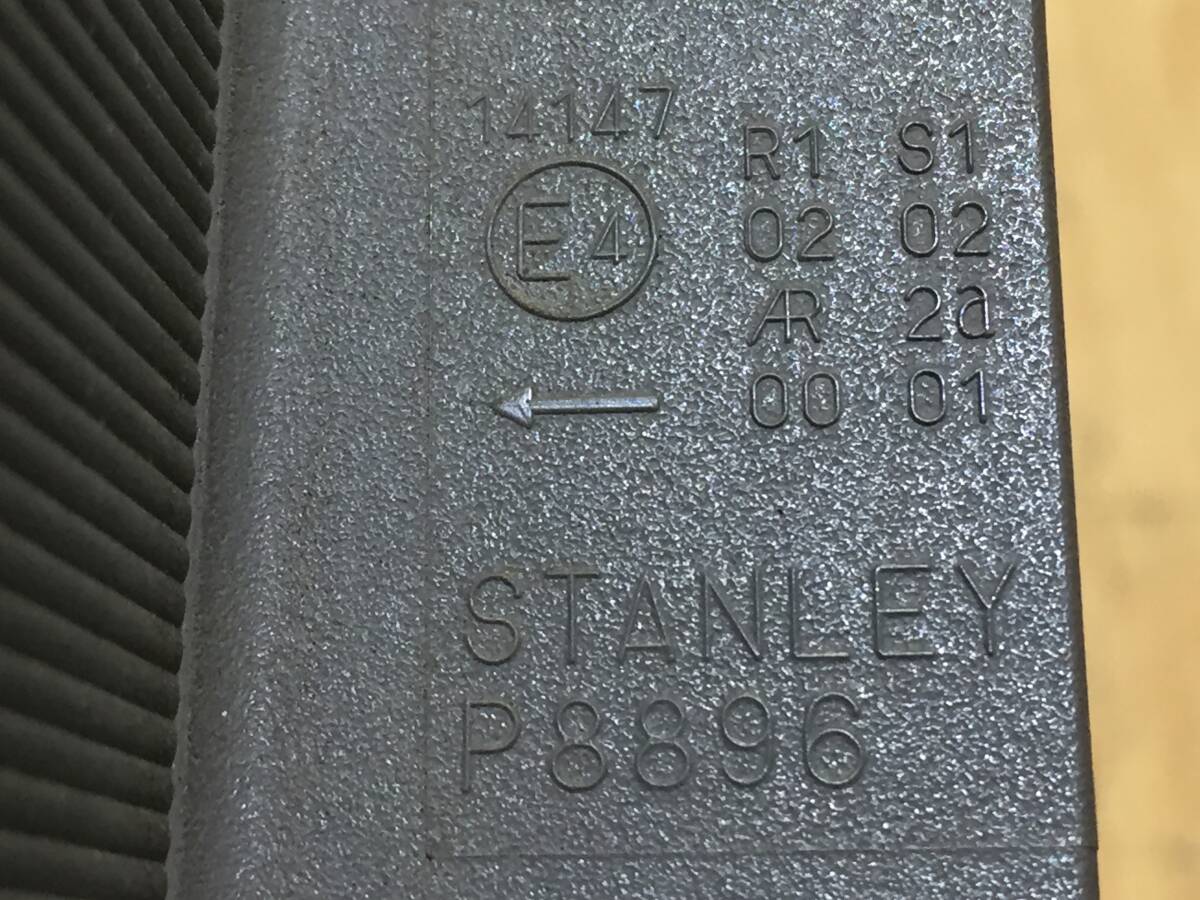 14147
E4
R1 S1
02 02
AR 2a
00 01
STANLEY
P8896